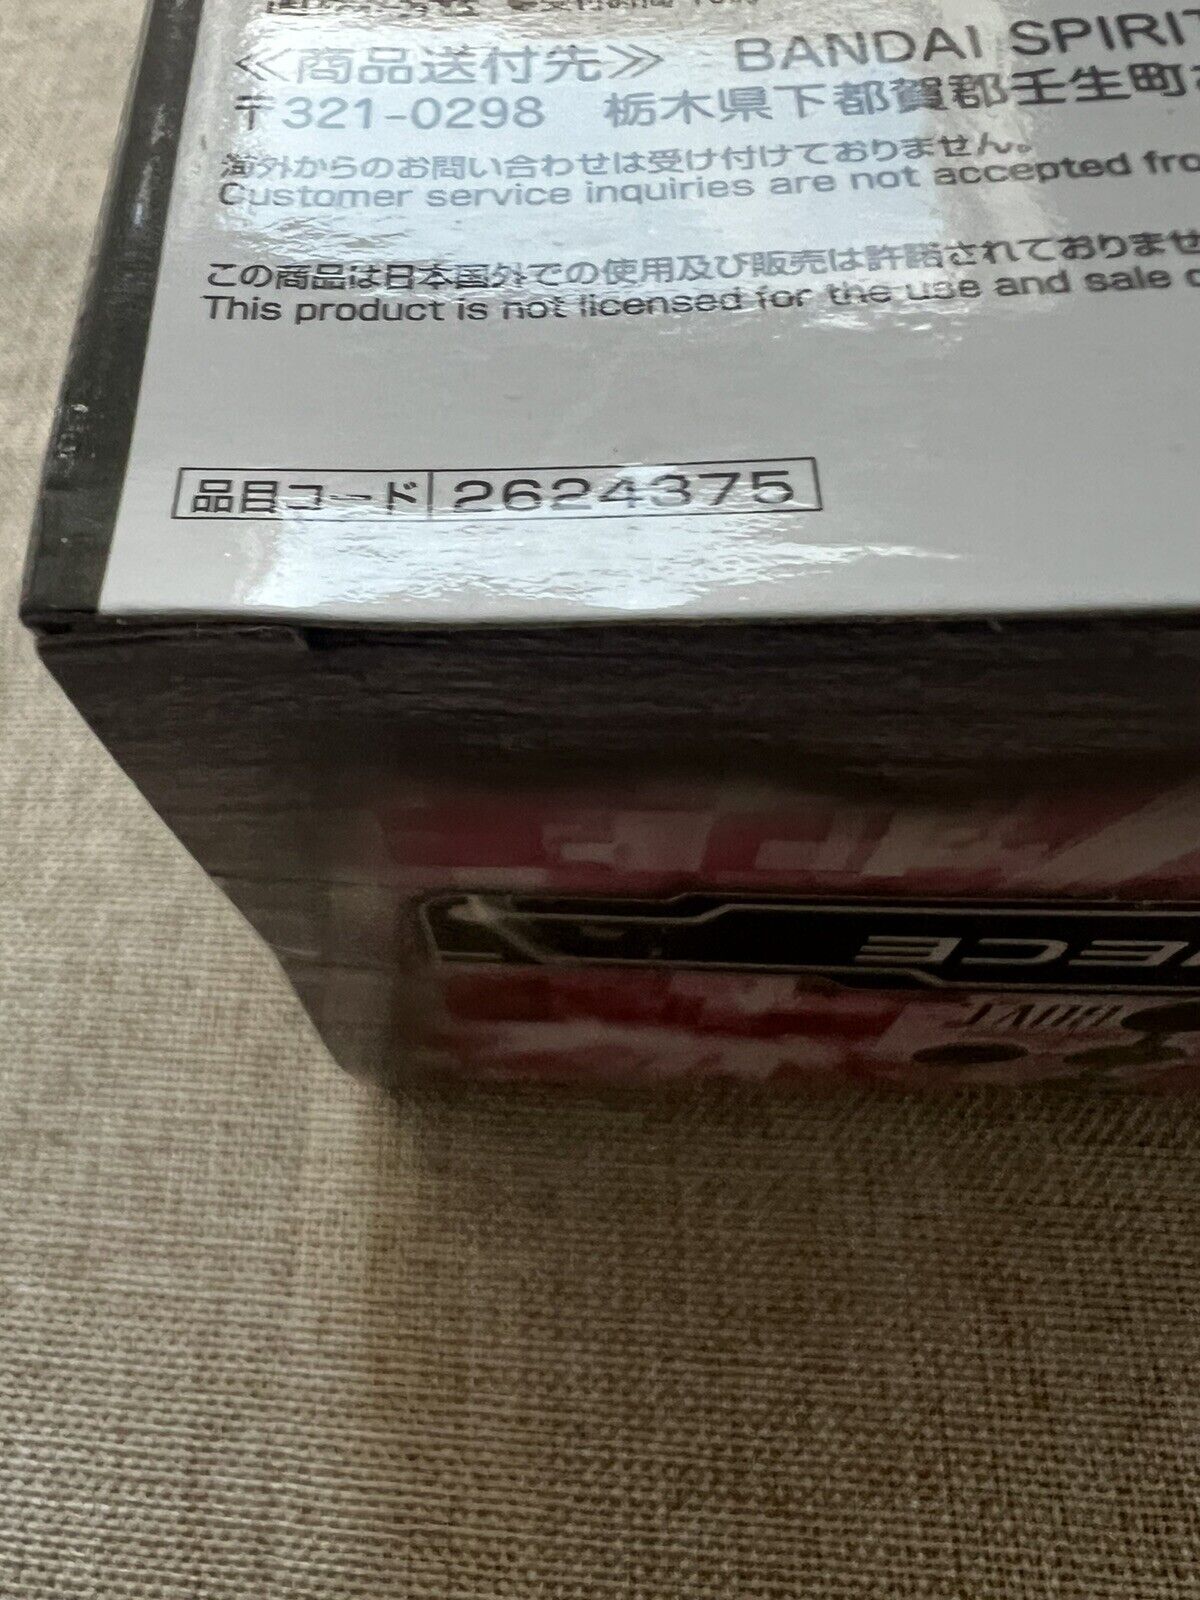 ≪商品送付先≫ BANDAI SPIRIT
〒321-0298 栃木県下都賀郡壬生町
海外からのお問い合わせは受け付けておりません。
Customer service inquiries are not accepted fro
この商品は日本国外での使用及び販売は許諾されておりませ
This product is not licensed for the use and sale o
品目コード 2624375